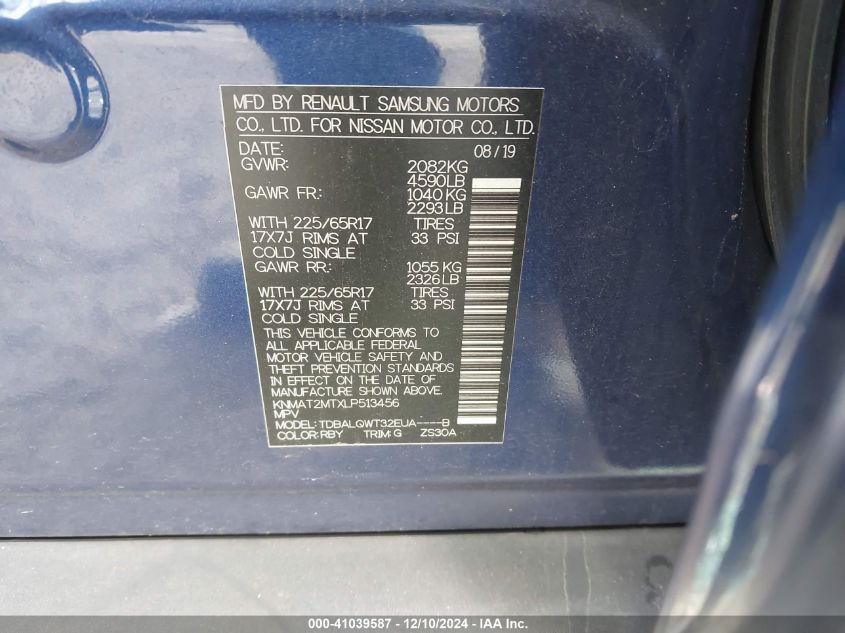 MFD BY RENAULT SAMSUNG MOTORS
CO., LTD. FOR NISSAN MOTOR CO., LTD.
DATE: 08/19
GVWR: 2082KG
4590LB
GAWR FR: 1040 KG
2293LB
WITH 225/65R17 TIRES
17X7J RIMS AT 33 PSI
COLD SINGLE
GAWR RR: 1055 KG
2326LB
WITH 225/65R17 TIRES
17X7J RIMS AT 33 PSI
COLD SINGLE
THIS VEHICLE CONFORMS TO
ALL APPLICABLE FEDERAL
MOTOR VEHICLE SAFETY AND
THEFT PREVENTION STANDARDS
IN EFFECT ON THE DATE OF
MANUFACTURE SHOWN ABOVE.
KNMAT2MTXLP513456
MPV
MODEL: TDBALQWT32EUA----B
COLOR: RBY TRIM: G ZS30A
000-41039587 - 12/10/2024 - IAA Inc.